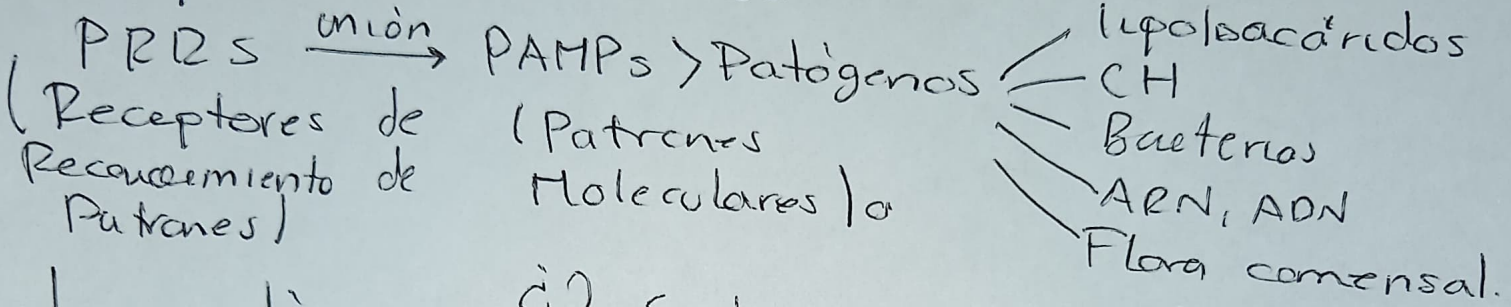 PRRS unión → PAMPs > Patógenos
(Receptores de
Reconocimiento de
Patrones)
(Patrones
Moleculares) a
lipolisacáridos
CH
Bacterias
ARN, ADN
Flora comensal.